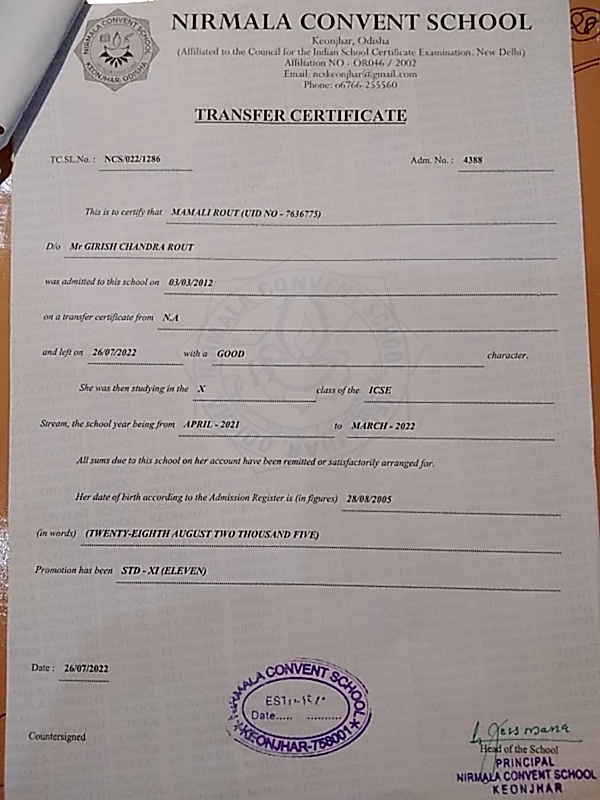 NIRMALA CONVENT SCHOOL
Keonjhar, Odisha
(Affiliated to the Council for the Indian School Certificate Examination. New Delhi)
Affiliation NO - OR046 / 2002
Email: ncskeonjhar@gmail.com
Phone: 06766-255560
NIRMALA CONVENT SCHOOL
KEONJHAR, ODISHA
TRANSFER CERTIFICATE
TC.SL.No. : NCS/022/1286 Adm. No. : 4388
This is to certify that MAMALI ROUT (UID NO - 7636775)
D/o Mr GIRISH CHANDRA ROUT
was admitted to this school on 03/03/2012
on a transfer certificate from N.A
and left on 26/07/2022 with a GOOD character.
She was then studying in the X class of the ICSE
Stream, the school year being from APRIL - 2021 to MARCH - 2022
All sums due to this school on her account have been remitted or satisfactorily arranged for.
Her date of birth according to the Admission Register is (in figures) 28/08/2005
(in words) (TWENTY-EIGHTH AUGUST TWO THOUSAND FIVE)
Promotion has been STD - XI (ELEVEN)
Date : 26/07/2022
NIRMALA CONVENT SCHOOL
Date.....
KEONJHAR-758001
Countersigned
Head of the School
PRINCIPAL
NIRMALA CONVENT SCHOOL
KEONJHAR